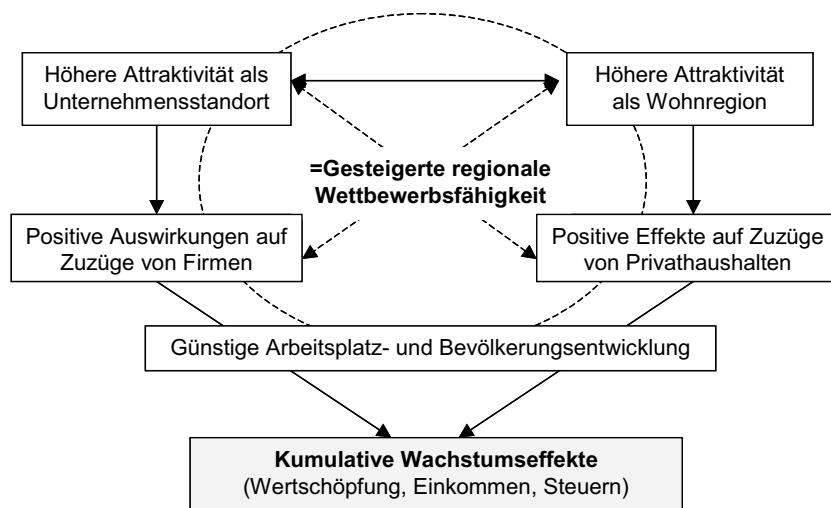 Höhere Attraktivität als
Unternehmensstandort
Höhere Attraktivität
als Wohnregion
=Gesteigerte regionale
Wettbewerbsfähigkeit
Positive Auswirkungen auf
Zuzüge von Firmen
Positive Effekte auf Zuzüge
von Privathaushalten
Günstige Arbeitsplatz- und Bevölkerungsentwicklung
Kumulative Wachstumseffekte
(Wertschöpfung, Einkommen, Steuern)